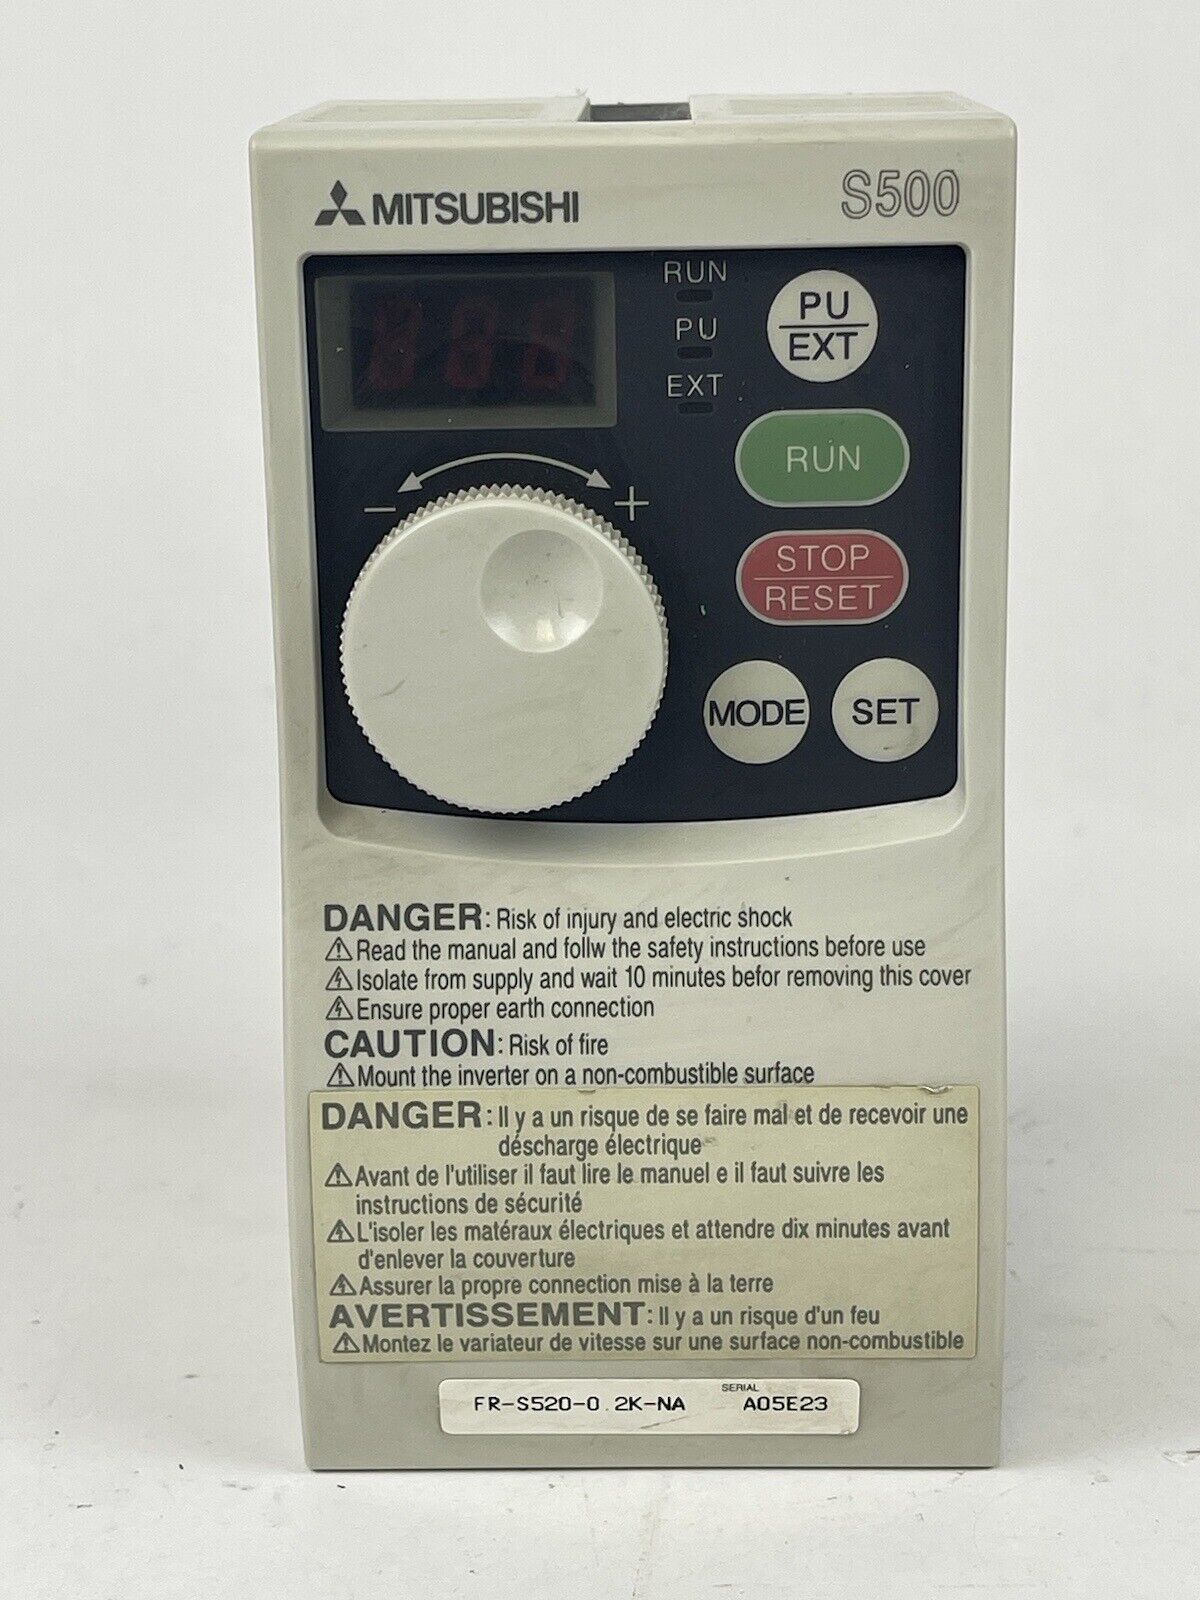 MITSUBISHI
S500
RUN
PU
EXT
PU
EXT
RUN
STOP
RESET
− +
MODE
SET
DANGER: Risk of injury and electric shock
Read the manual and follw the safety instructions before use
Isolate from supply and wait 10 minutes befor removing this cover
Ensure proper earth connection
CAUTION: Risk of fire
Mount the inverter on a non-combustible surface
DANGER: Il y a un risque de se faire mal et de recevoir une
déscharge électrique
Avant de l'utiliser il faut lire le manuel e il faut suivre les
instructions de sécurité
L'isoler les matéraux électriques et attendre dix minutes avant
d'enlever la couverture
Assurer la propre connection mise à la terre
AVERTISSEMENT: Il y a un risque d'un feu
Montez le variateur de vitesse sur une surface non-combustible
FR-S520-0.2K-NA SERIAL A05E23